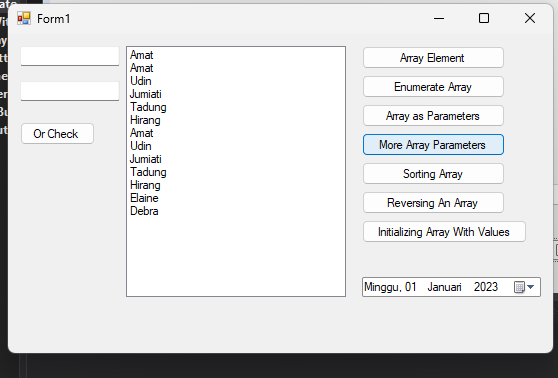 Form1
Or Check
Amat
Amat
Udin
Jumiati
Tadung
Hirang
Amat
Udin
Jumiati
Tadung
Hirang
Elaine
Debra
Array Element
Enumerate Array
Array as Parameters
More Array Parameters
Sorting Array
Reversing An Array
Initializing Array With Values
Minggu, 01 Januari 2023